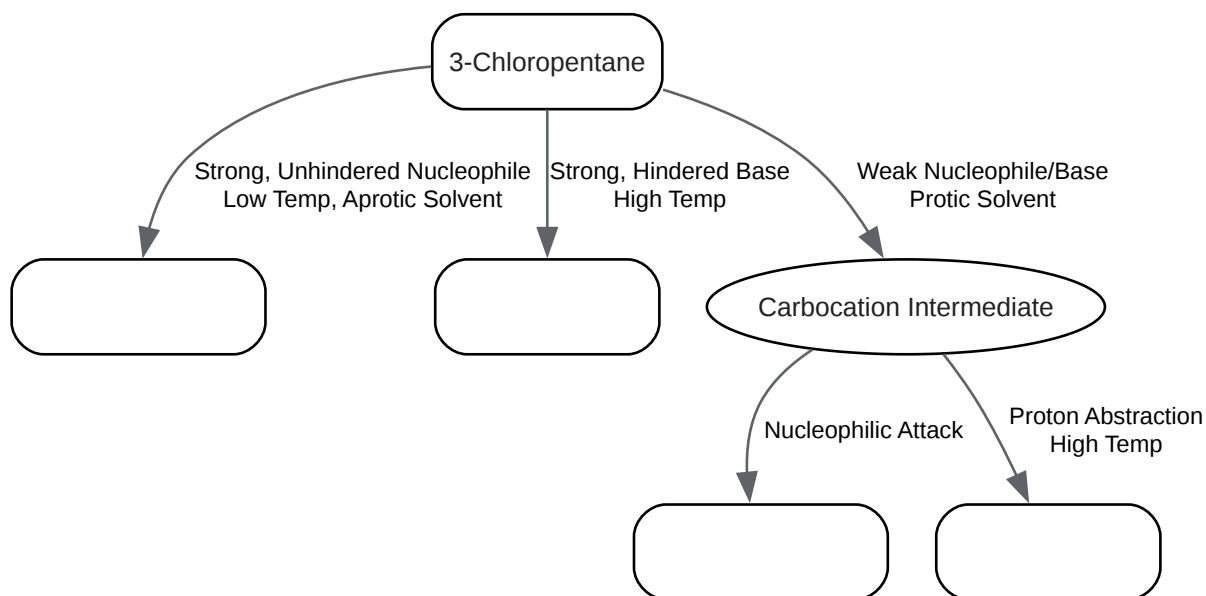 3-Chloropentane
Strong, Unhindered Nucleophile
Low Temp, Aprotic Solvent
Strong, Hindered Base
High Temp
Weak Nucleophile/Base
Protic Solvent
Carbocation Intermediate
Nucleophilic Attack
Proton Abstraction
High Temp